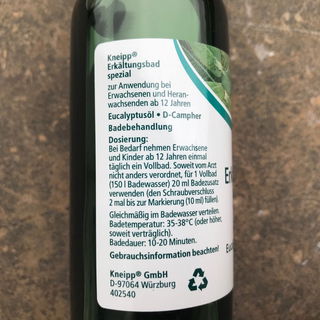 Kneipp®
Erkältungsbad
spezial
zur Anwendung bei
Erwachsenen und Heran-
wachsenden ab 12 Jahren
Eucalyptusöl • D-Campher
Badebehandlung
Dosierung:
Bei Bedarf nehmen Erwachsene
und Kinder ab 12 Jahren einmal
täglich ein Vollbad. Soweit vom Arzt
nicht anders verordnet, für 1 Vollbad
(150 l Badewasser) 20 ml Badezusatz
verwenden (den Schraubverschluss
2 mal bis zur Markierung (10 ml) füllen).
Gleichmäßig im Badewasser verteilen.
Badetemperatur: 35-38°C (oder höher,
soweit verträglich).
Badedauer: 10-20 Minuten.
Gebrauchsinformation beachten!
Kneipp® GmbH
D-97064 Würzburg
402540